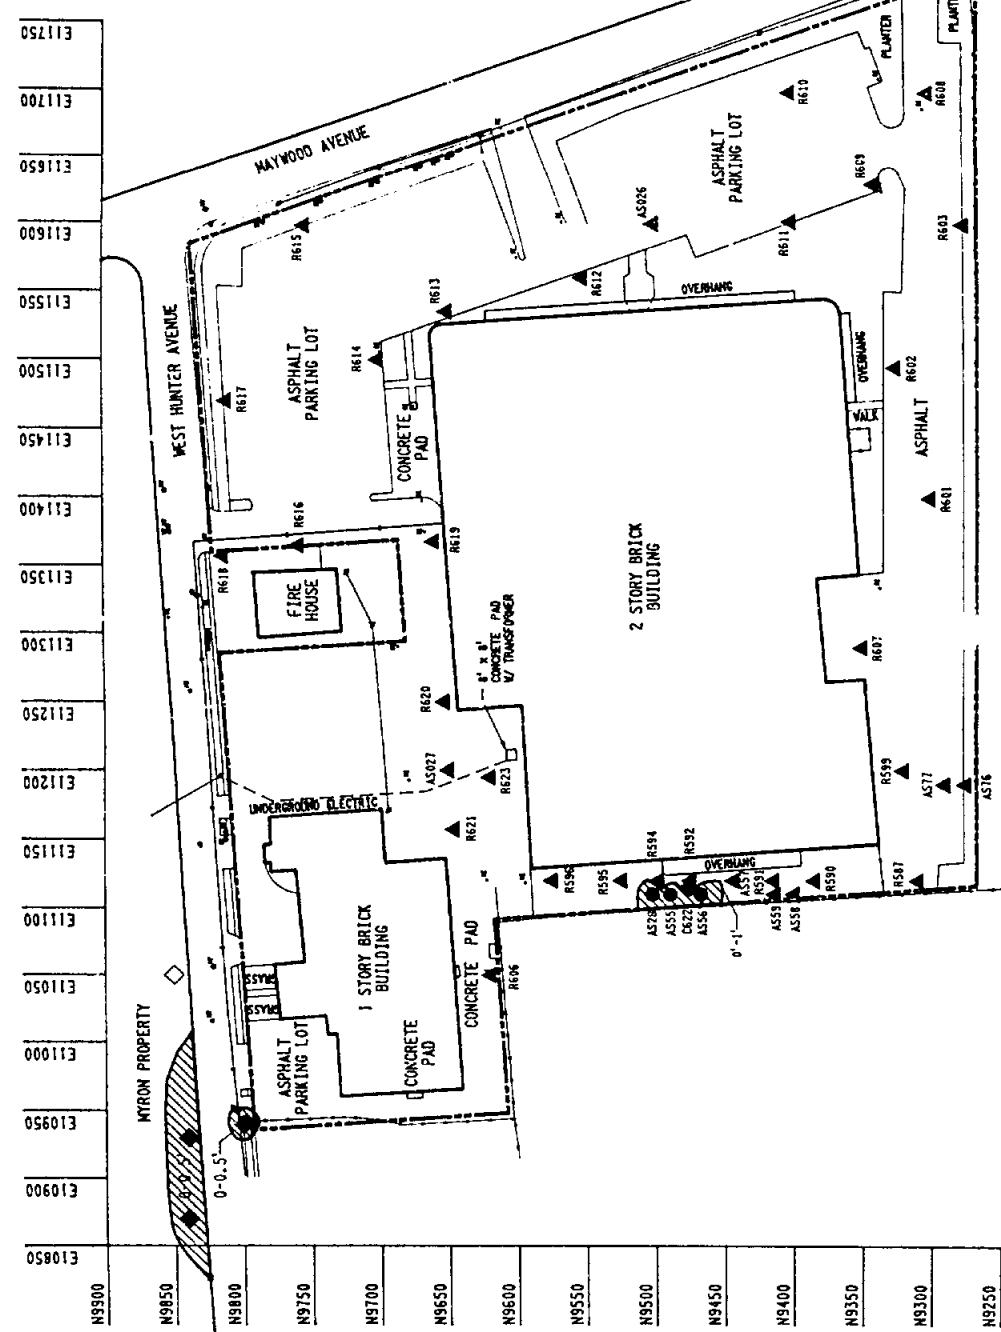 E11750
E11700
E11650
E11600
E11550
E11500
E11450
E11400
E11350
E11300
E11250
E11200
E11150
E11100
E11050
E11000
E10950
E10900
E10850
N9900
N9850
N9800
N9750
N9700
N9650
N9600
N9550
N9500
N9450
N9400
N9350
N9300
N9250
MAYWOOD AVENUE
WEST HUNTER AVENUE
MYRON PROPERTY
PLANTER
PLANT
R610
R608
ASPHALT
PARKING LOT
R609
AS026
R615
R611
R603
R612
R613
OVERHANG
R614
ASPHALT
PARKING LOT
R617
OVERHANG
R602
CONCRETE
PAD
WALK
ASPHALT
R616
R601
R619
R618
FIRE
HOUSE
2 STORY BRICK
BUILDING
8' X 8'
CONCRETE PAD
W/ TRANSFORMER
R607
R620
AS027
R623
R599
AS77
AS76
UNDERGROUND ELECTRIC
R621
R594
R592
OVERHANG
R596
R595
AS57
R591
R590
R587
AS28
AS55
C622
AS56
AS59
AS58
0'-1'
1 STORY BRICK
BUILDING
CONCRETE PAD
R606
GRASS
GRASS
ASPHALT
PARKING LOT
CONCRETE
PAD
0-0.5'
0-0.5'